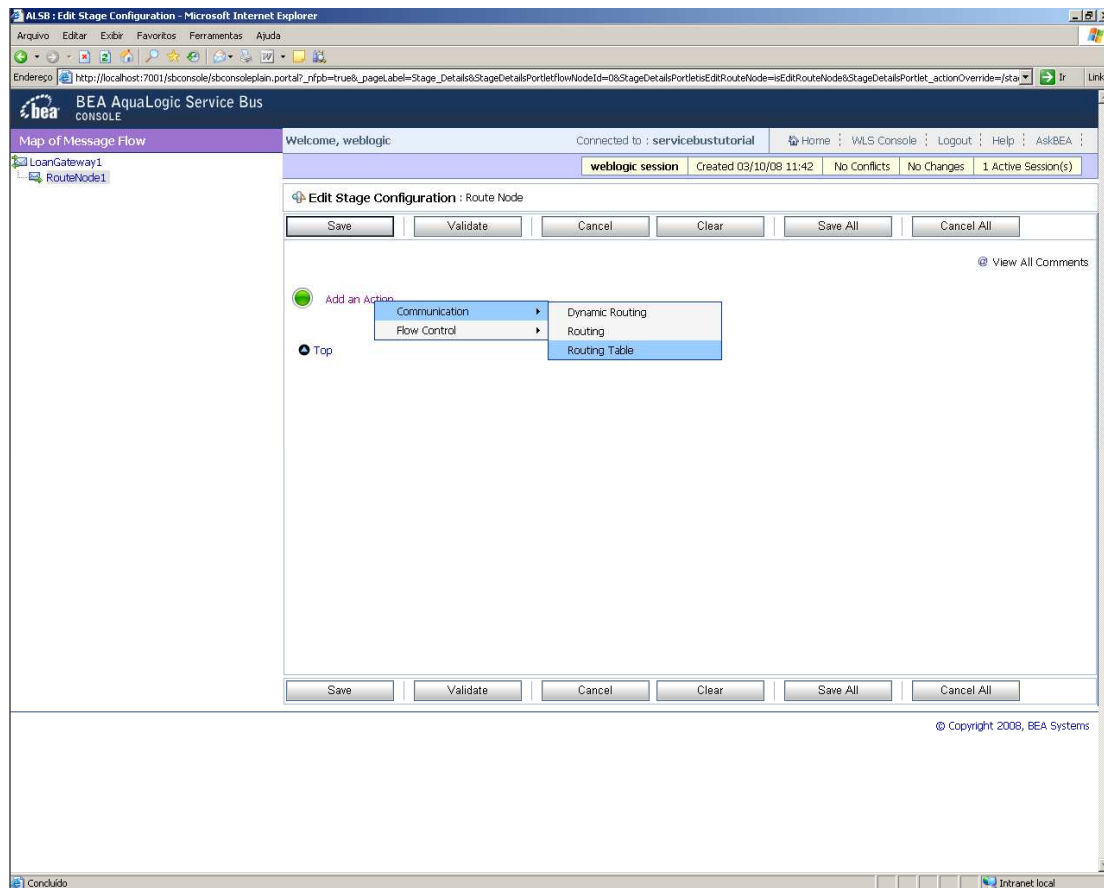 ALSB : Edit Stage Configuration - Microsoft Internet Explorer
Arquivo Editar Exibir Favoritos Ferramentas Ajuda
Endereço http://localhost:7001/sbconsole/sbconsoleplain.portal?_nfpb=true&_pageLabel=Stage_Details&StageDetailsPortletflowNodeId=0&StageDetailsPortletisEditRouteNode=isEditRouteNode&StageDetailsPortlet_actionOverride=/sta Ir Link
bea BEA AquaLogic Service Bus
CONSOLE
Map of Message Flow
LoanGateway1
RouteNode1
Welcome, weblogic Connected to : servicebustutorial Home WLS Console Logout Help AskBEA
weblogic session Created 03/10/08 11:42 No Conflicts No Changes 1 Active Session(s)
Edit Stage Configuration : Route Node
Save Validate Cancel Clear Save All Cancel All
@ View All Comments
Add an Action
Communication
Flow Control
Dynamic Routing
Routing
Routing Table
Top
Save Validate Cancel Clear Save All Cancel All
© Copyright 2008, BEA Systems
Concluído Intranet local